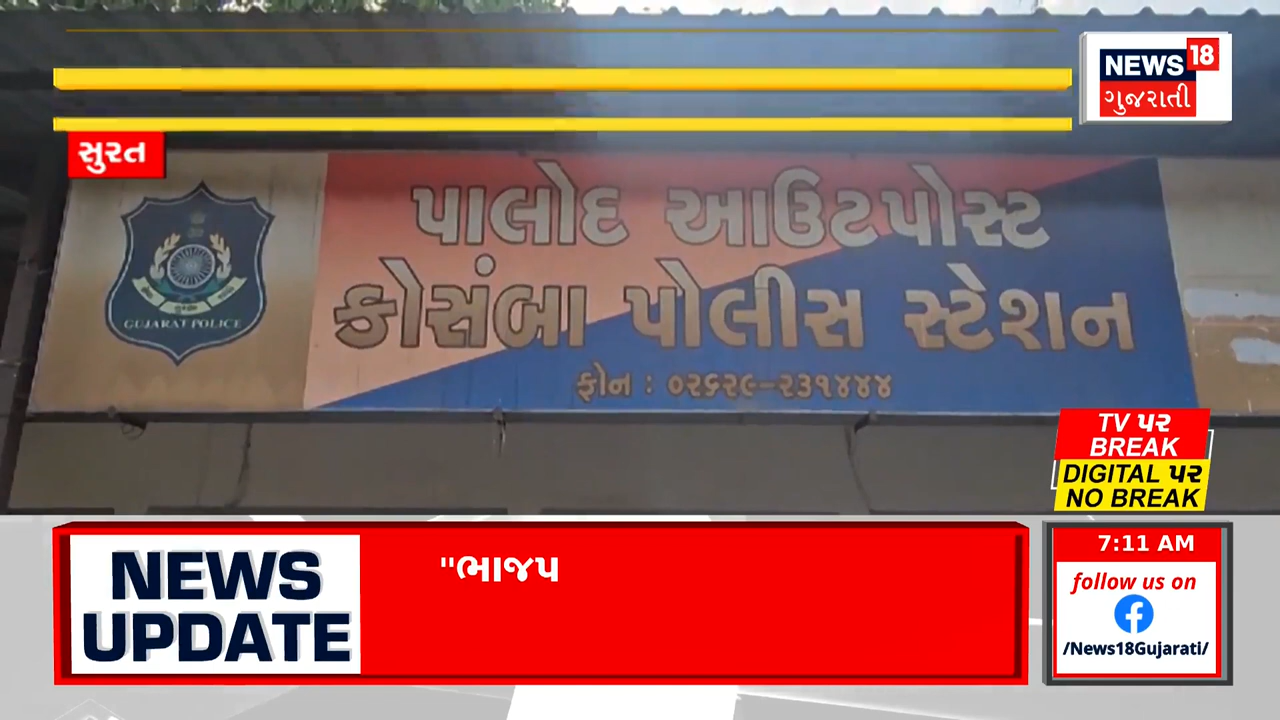 NEWS 18
ગુજરાતી
સુરત
પાલોદ આઉટપોસ્ટ
કોસંબા પોલીસ સ્ટેશન
ફોન : ૦૨૬૨૯-૨૩૧૪૪૪
GUJARAT POLICE
TV પર
BREAK
DIGITAL પર
NO BREAK
NEWS
UPDATE
"ભાજપ
7:11 AM
follow us on
/News18Gujarati/